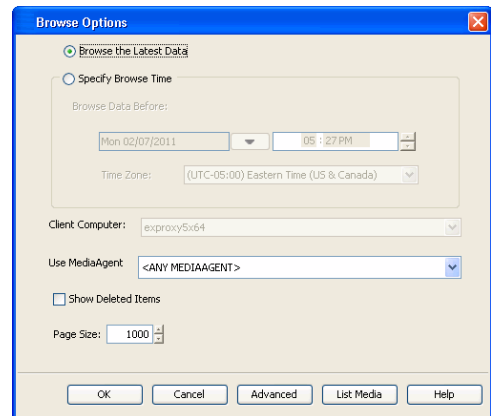 Browse Options
Browse the Latest Data
Specify Browse Time
Browse Data Before:
Mon 02/07/2011 05 : 27 PM
Time Zone: (UTC-05:00) Eastern Time (US & Canada)
Client Computer: exproxy5x64
Use MediaAgent <ANY MEDIAAGENT>
Show Deleted Items
Page Size: 1000
OK Cancel Advanced List Media Help